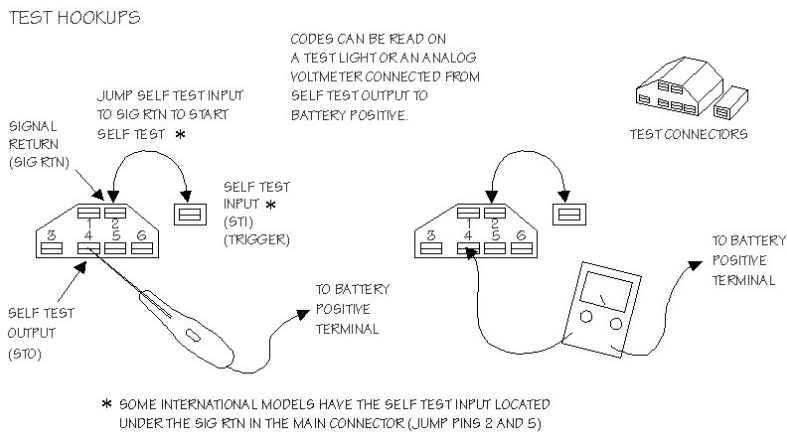 TEST HOOKUPS
CODES CAN BE READ ON
A TEST LIGHT OR AN ANALOG
VOLTMETER CONNECTED FROM
SELF TEST OUTPUT TO
BATTERY POSITIVE.
JUMP SELF TEST INPUT
TO SIG RTN TO START
SELF TEST *
SIGNAL
RETURN
(SIG RTN)
TEST CONNECTORS
SELF TEST
INPUT *
(STI)
(TRIGGER)
1 2
3 4 5 6
1 2
3 4 5 6
TO BATTERY
POSITIVE
TERMINAL
SELF TEST
OUTPUT
(STO)
TO BATTERY
POSITIVE
TERMINAL
* SOME INTERNATIONAL MODELS HAVE THE SELF TEST INPUT LOCATED
UNDER THE SIG RTN IN THE MAIN CONNECTOR (JUMP PINS 2 AND 5)